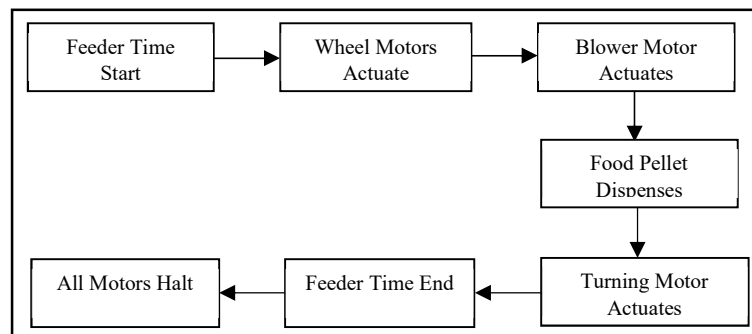 Feeder Time
Start
Wheel Motors
Actuate
Blower Motor
Actuates
Food Pellet
Dispenses
Turning Motor
Actuates
Feeder Time End
All Motors Halt